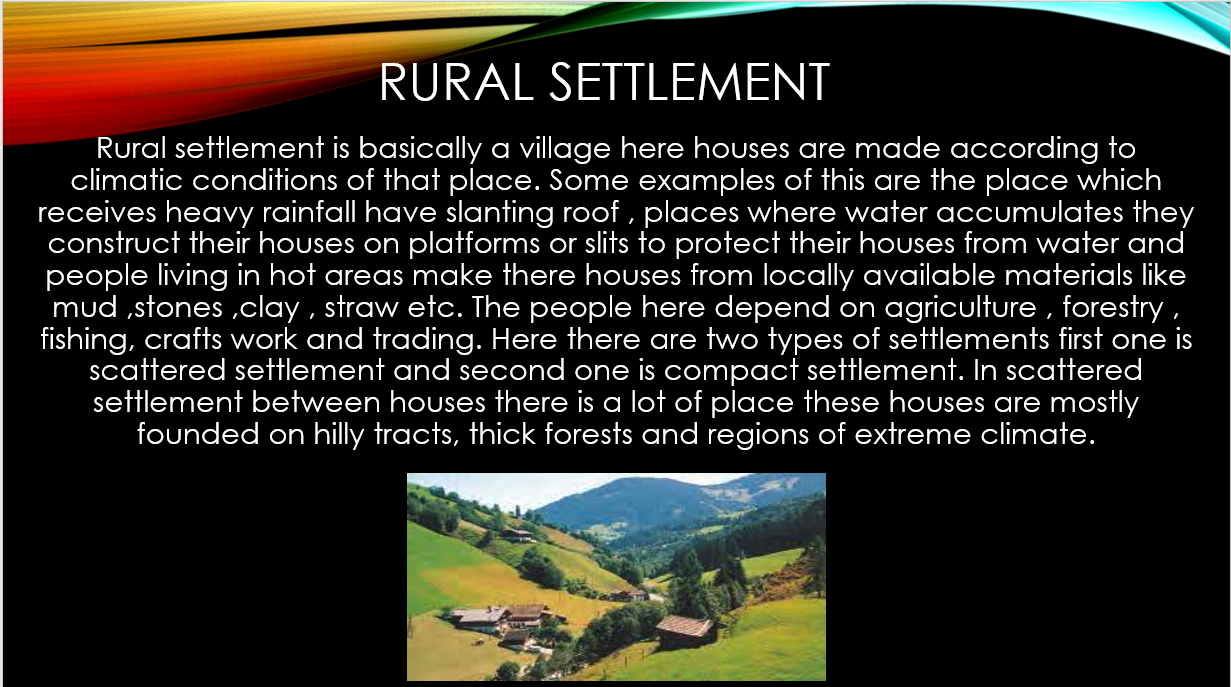 RURAL SETTLEMENT
Rural settlement is basically a village here houses are made according to
climatic conditions of that place. Some examples of this are the place which
receives heavy rainfall have slanting roof , places where water accumulates they
construct their houses on platforms or slits to protect their houses from water and
people living in hot areas make there houses from locally available materials like
mud ,stones ,clay , straw etc. The people here depend on agriculture , forestry ,
fishing, crafts work and trading. Here there are two types of settlements first one is
scattered settlement and second one is compact settlement. In scattered
settlement between houses there is a lot of place these houses are mostly
founded on hilly tracts, thick forests and regions of extreme climate.